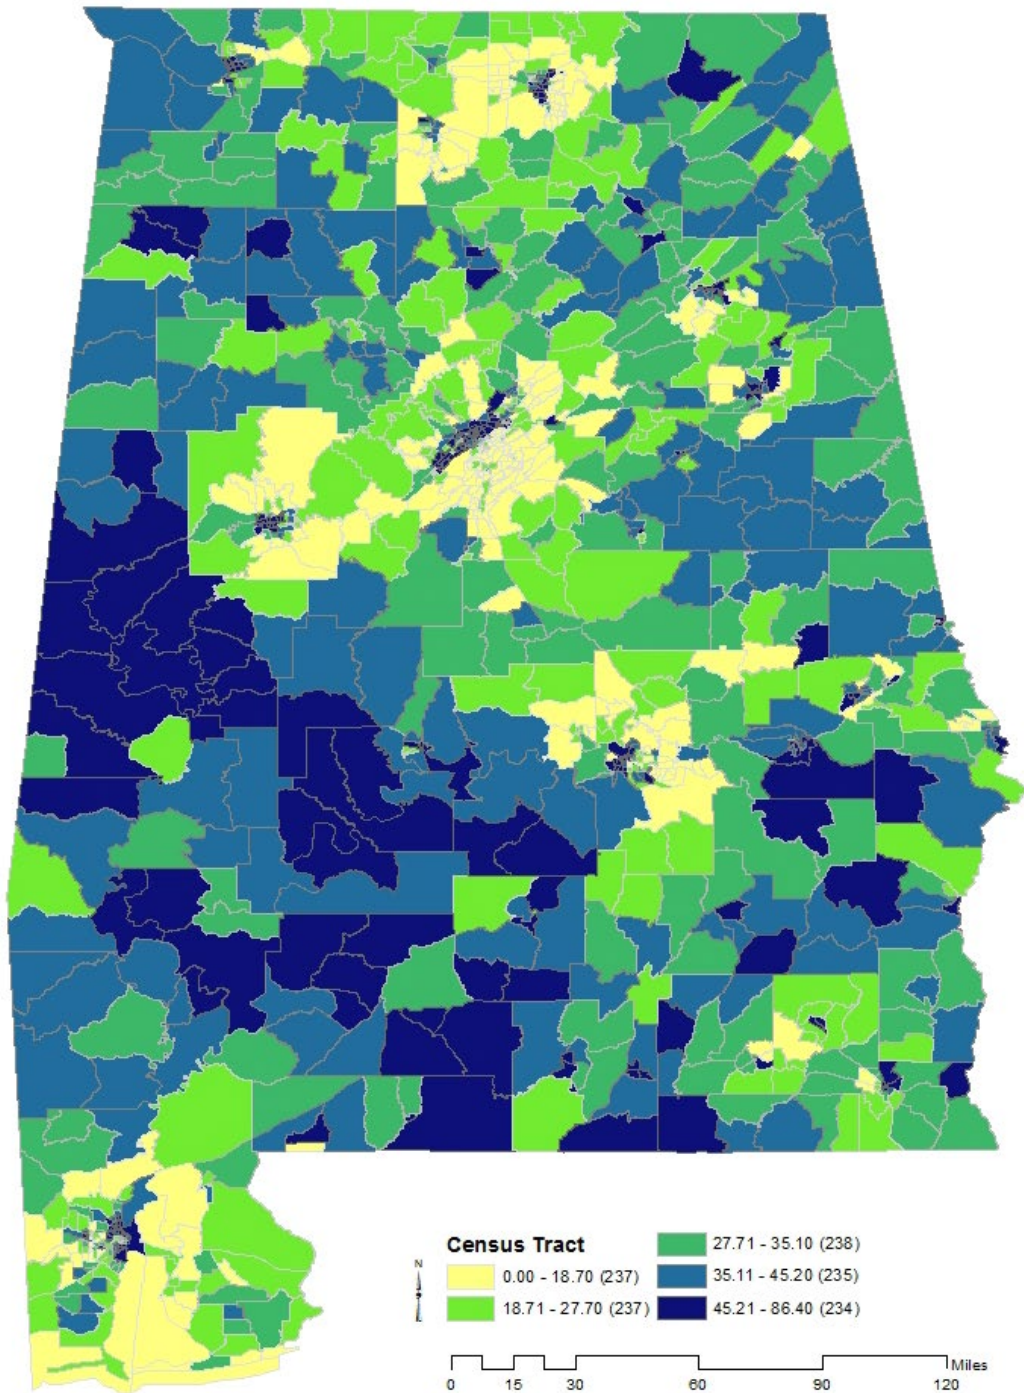 Census Tract
N
0.00 - 18.70 (237)
18.71 - 27.70 (237)
27.71 - 35.10 (238)
35.11 - 45.20 (235)
45.21 - 86.40 (234)
Miles
0 15 30 60 90 120